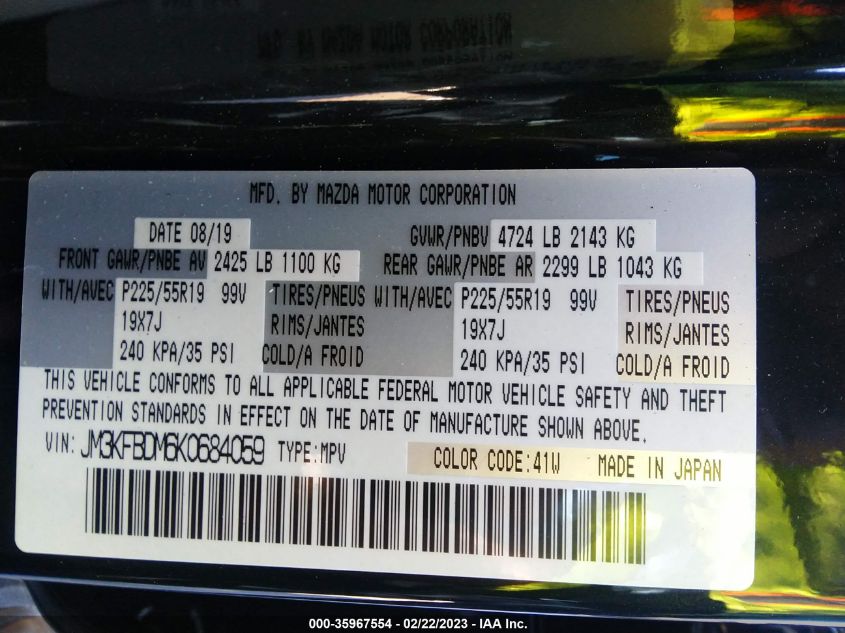 MFD. BY MAZDA MOTOR CORPORATION
DATE 08/19 GVWR/PNBV 4724 LB 2143 KG
FRONT GAWR/PNBE AV 2425 LB 1100 KG REAR GAWR/PNBE AR 2299 LB 1043 KG
WITH/AVEC P225/55R19 99V TIRES/PNEUS WITH/AVEC P225/55R19 99V TIRES/PNEUS
19X7J RIMS/JANTES 19X7J RIMS/JANTES
240 KPA/35 PSI COLD/A FROID 240 KPA/35 PSI COLD/A FROID
THIS VEHICLE CONFORMS TO ALL APPLICABLE FEDERAL MOTOR VEHICLE SAFETY AND THEFT
PREVENTION STANDARDS IN EFFECT ON THE DATE OF MANUFACTURE SHOWN ABOVE.
VIN: JM3KFBDM6K0684059 TYPE:MPV COLOR CODE:41W MADE IN JAPAN
000-35967554 - 02/22/2023 - IAA Inc.